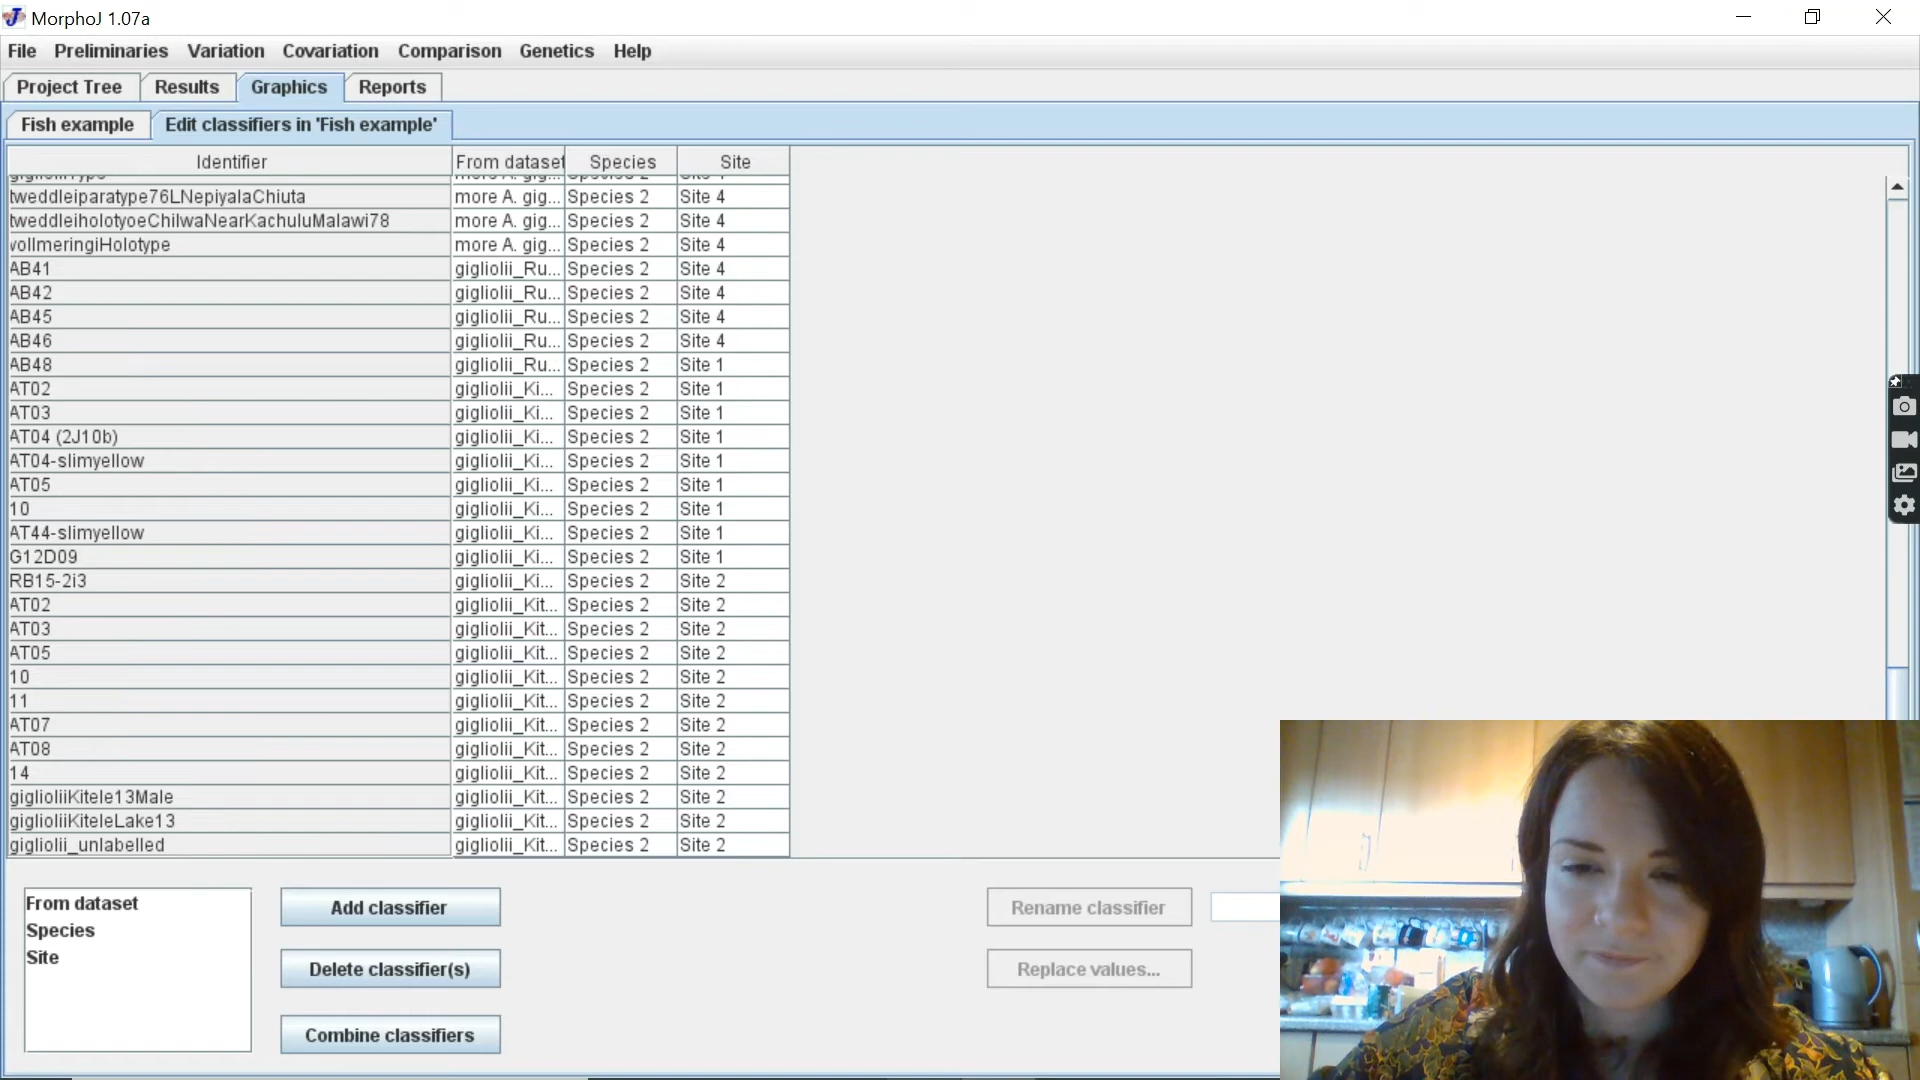 MorphoJ 1.07a
File Preliminaries Variation Covariation Comparison Genetics Help
Project Tree Results Graphics Reports
Fish example Edit classifiers in 'Fish example'
Identifier From dataset Species Site
tweddleiparatype76LNepiyalaChiuta more A. gig... Species 2 Site 4
tweddleiholotyoeChilwaNearKachuluMalawi78 more A. gig... Species 2 Site 4
vollmeringiHolotype more A. gig... Species 2 Site 4
AB41 gigliolii_Ru... Species 2 Site 4
AB42 gigliolii_Ru... Species 2 Site 4
AB45 gigliolii_Ru... Species 2 Site 4
AB46 gigliolii_Ru... Species 2 Site 4
AB48 gigliolii_Ru... Species 2 Site 1
AT02 gigliolii_Ki... Species 2 Site 1
AT03 gigliolii_Ki... Species 2 Site 1
AT04 (2J10b) gigliolii_Ki... Species 2 Site 1
AT04-slimyellow gigliolii_Ki... Species 2 Site 1
AT05 gigliolii_Ki... Species 2 Site 1
10 gigliolii_Ki... Species 2 Site 1
AT44-slimyellow gigliolii_Ki... Species 2 Site 1
G12D09 gigliolii_Ki... Species 2 Site 1
RB15-2i3 gigliolii_Ki... Species 2 Site 2
AT02 gigliolii_Kit... Species 2 Site 2
AT03 gigliolii_Kit... Species 2 Site 2
AT05 gigliolii_Kit... Species 2 Site 2
10 gigliolii_Kit... Species 2 Site 2
11 gigliolii_Kit... Species 2 Site 2
AT07 gigliolii_Kit... Species 2 Site 2
AT08 gigliolii_Kit... Species 2 Site 2
14 gigliolii_Kit... Species 2 Site 2
giglioliiKitele13Male gigliolii_Kit... Species 2 Site 2
giglioliiKiteleLake13 gigliolii_Kit... Species 2 Site 2
gigliolii_unlabelled gigliolii_Kit... Species 2 Site 2
From dataset
Species
Site
Add classifier
Delete classifier(s)
Combine classifiers
Rename classifier
Replace values...